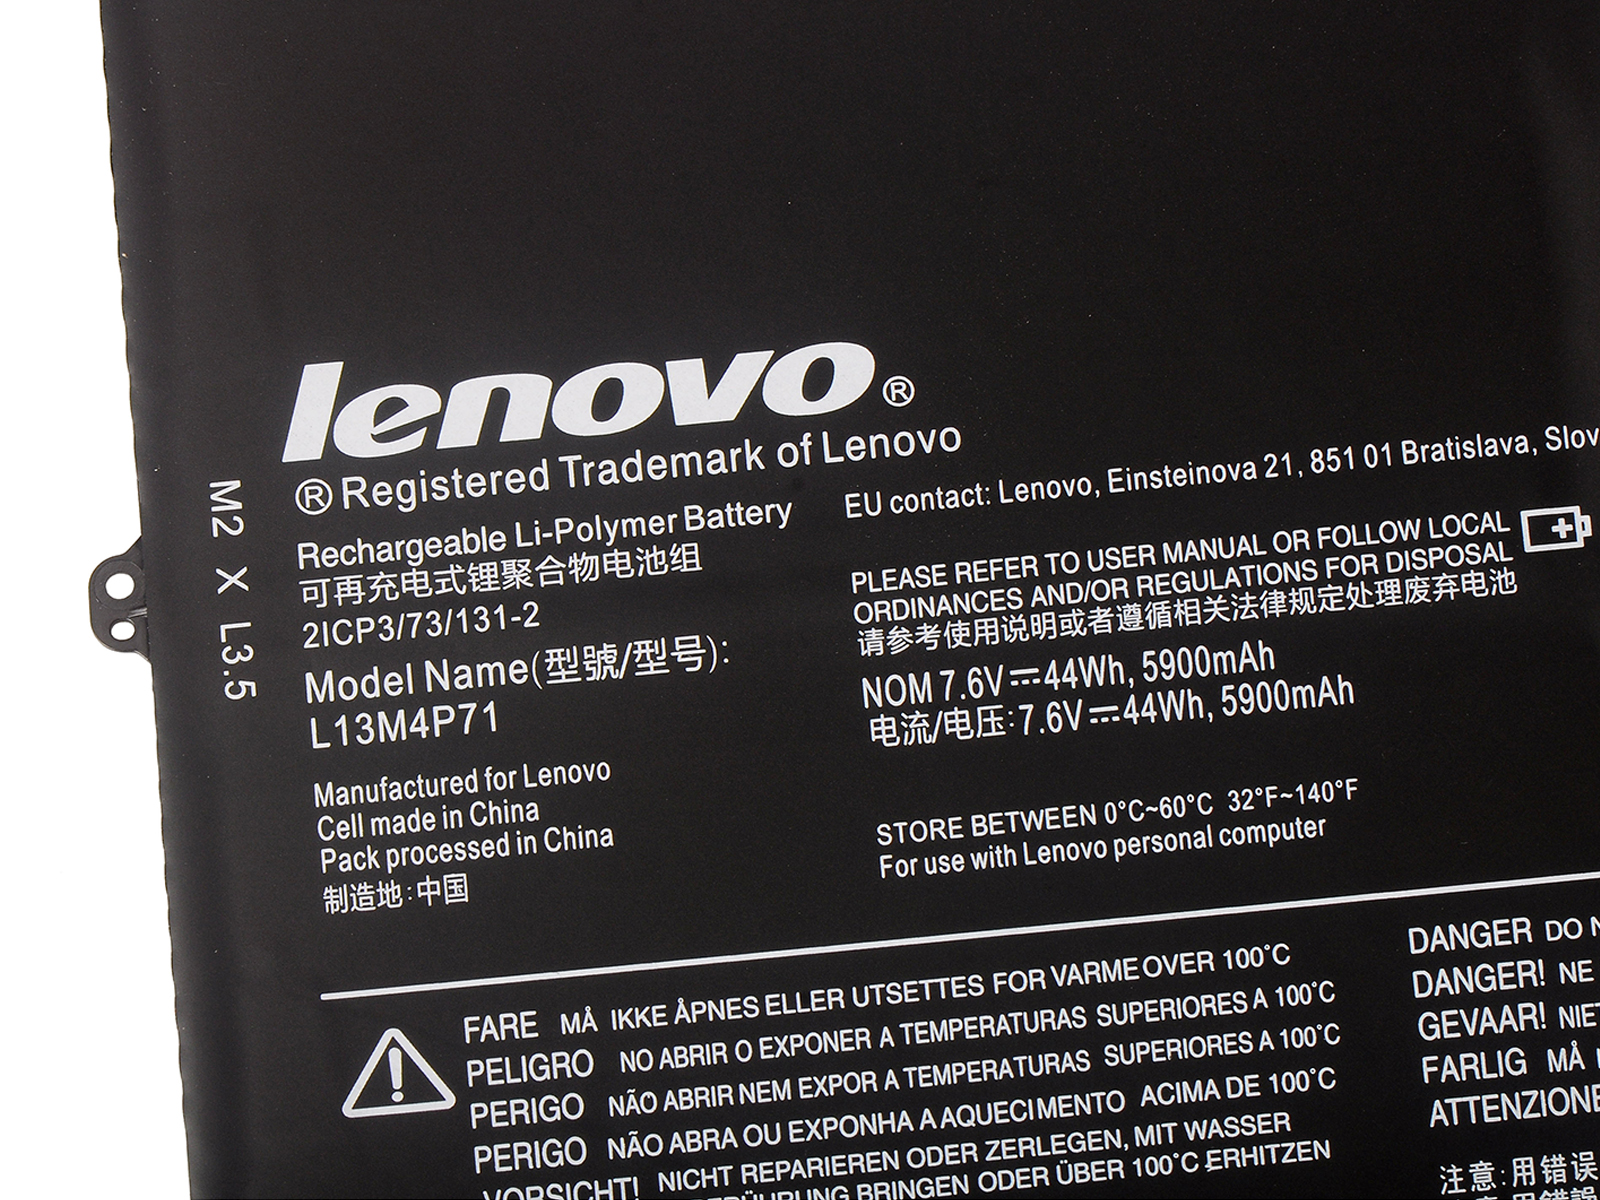 lenovo®
® Registered Trademark of Lenovo
Rechargeable Li-Polymer Battery
可再充电式锂聚合物电池组
2ICP3/73/131-2
Model Name(型號/型号):
L13M4P71
Manufactured for Lenovo
Cell made in China
Pack processed in China
制造地:中国
M2 X L3.5
EU contact: Lenovo, Einsteinova 21, 851 01 Bratislava, Slov
PLEASE REFER TO USER MANUAL OR FOLLOW LOCAL
ORDINANCES AND/OR REGULATIONS FOR DISPOSAL
请参考使用说明或者遵循相关法律规定处理废弃电池
NOM 7.6V⎓44Wh, 5900mAh
电流/电压:7.6V⎓44Wh, 5900mAh
STORE BETWEEN 0°C~60°C 32°F~140°F
For use with Lenovo personal computer
FARE MÅ IKKE ÅPNES ELLER UTSETTES FOR VARME OVER 100°C
PELIGRO NO ABRIR O EXPONER A TEMPERATURAS SUPERIORES A 100°C
PERIGO NÃO ABRIR NEM EXPOR A TEMPERATURAS SUPERIORES A 100°C
PERIGO NÃO ABRA OU EXPONHA A AQUECIMENTO ACIMA DE 100°C
VORSICHT! NICHT REPARIEREN ODER ZERLEGEN, MIT WASSER
BRINGEN ODER ÜBER 100°C ERHITZEN
DANGER DO N
DANGER! NE
GEVAAR! NIET
FARLIG MÅ
ATTENZIONE
注意:用错误